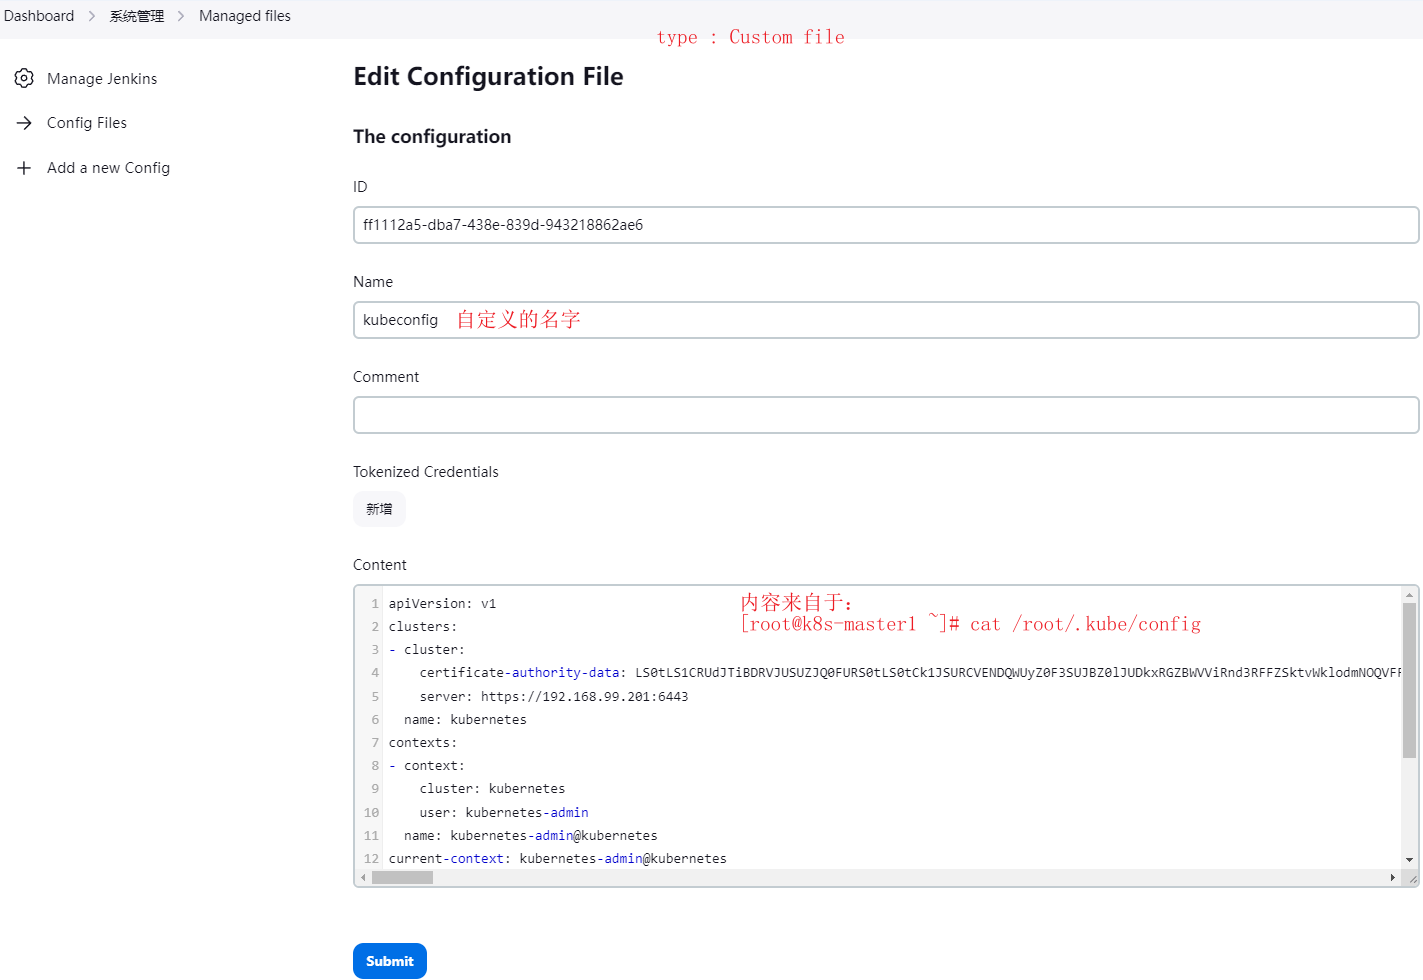 Dashboard > 系统管理 > Managed files
type : Custom file
Manage Jenkins
Config Files
Add a new Config
Edit Configuration File
The configuration
ID
ff1112a5-dba7-438e-839d-943218862ae6
Name
kubeconfig 自定义的名字
Comment
Tokenized Credentials
新增
Content
内容来自于:
[root@k8s-master1 ~]# cat /root/.kube/config
1 apiVersion: v1
2 clusters:
3 - cluster:
4 certificate-authority-data: LS0tLS1CRUdJTiBDRVJUSUZJQ0FURS0tLS0tCk1JSURCVENDQWUyZ0F3SUJBZ0lJUDkxRGZBWVViRnd3RFFZSktvWklodmNOQVFF
5 server: https://192.168.99.201:6443
6 name: kubernetes
7 contexts:
8 - context:
9 cluster: kubernetes
10 user: kubernetes-admin
11 name: kubernetes-admin@kubernetes
12 current-context: kubernetes-admin@kubernetes
Submit